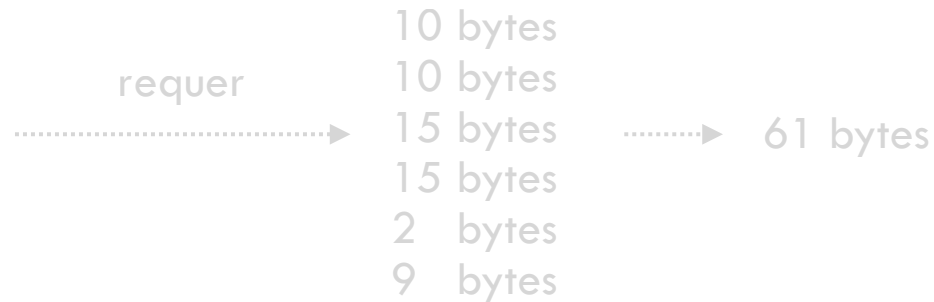 requer
10 bytes
10 bytes
15 bytes
15 bytes
2 bytes
9 bytes
61 bytes